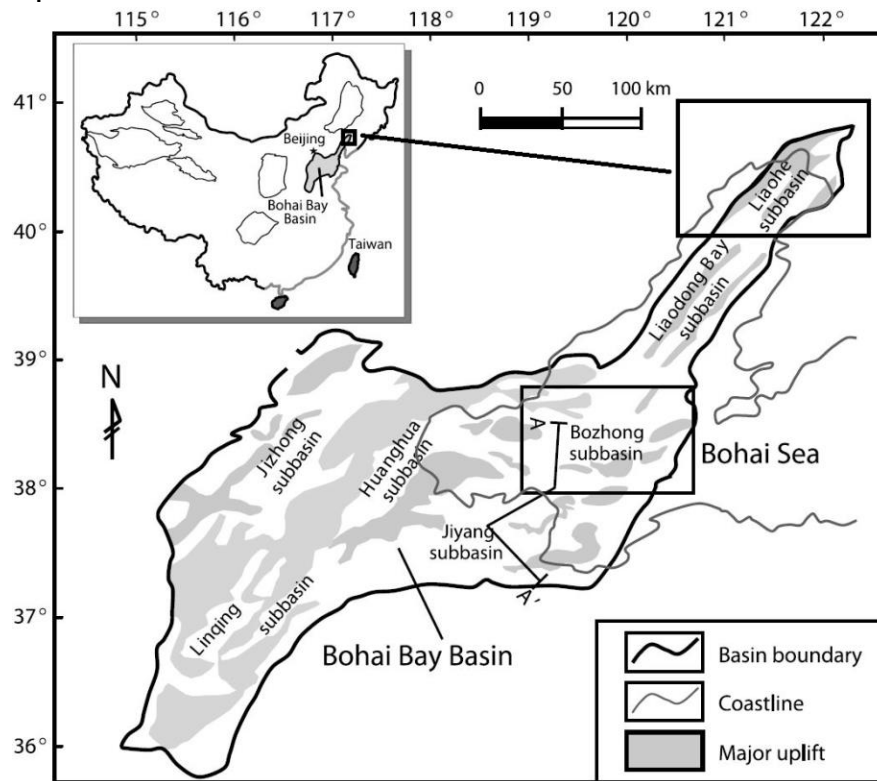 115° 116° 117° 118° 119° 120° 121° 122°
41°
40°
39°
38°
37°
36°
Beijing
Bohai Bay
Basin
Taiwan
0 50 100 km
N
Liaohe
subbasin
Liaodong Bay
subbasin
Jizhong
subbasin
Huanghua
subbasin
A
Bozhong
subbasin
Bohai Sea
Jiyang
subbasin
A'
Linqing
subbasin
Bohai Bay Basin
Basin boundary
Coastline
Major uplift